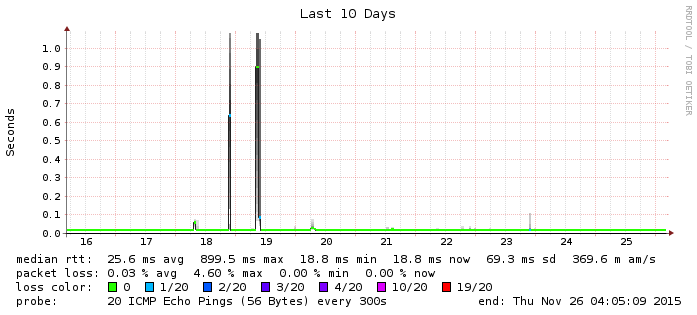 Last 10 Days
RRDTOOL / TOBI OETIKER
Seconds
1.0
0.9
0.8
0.7
0.6
0.5
0.4
0.3
0.2
0.1
0.0
16 17 18 19 20 21 22 23 24 25
median rtt: 25.6 ms avg 899.5 ms max 18.8 ms min 18.8 ms now 69.3 ms sd 369.6 m am/s
packet loss: 0.03 % avg 4.60 % max 0.00 % min 0.00 % now
loss color: 0 1/20 2/20 3/20 4/20 10/20 19/20
probe: 20 ICMP Echo Pings (56 Bytes) every 300s end: Thu Nov 26 04:05:09 2015